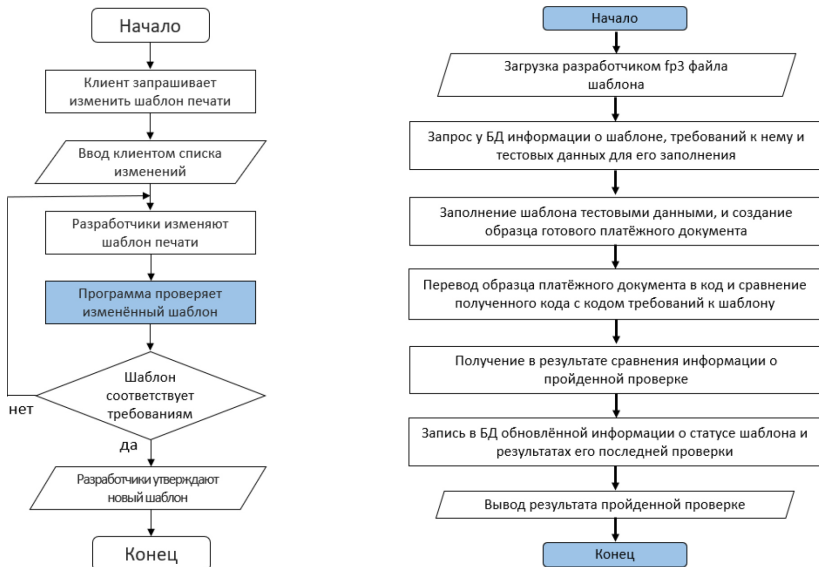 Начало
Клиент запрашивает
изменить шаблон печати
Ввод клиентом списка
изменений
Разработчики изменяют
шаблон печати
Программа проверяет
изменённый шаблон
Шаблон
соответствует
требованиям
нет
да
Разработчики утверждают
новый шаблон
Конец
Начало
Загрузка разработчиком fp3 файла
шаблона
Запрос у БД информации о шаблоне, требований к нему и
тестовых данных для его заполнения
Заполнение шаблона тестовыми данными, и создание
образца готового платёжного документа
Перевод образца платёжного документа в код и сравнение
полученного кода с кодом требований к шаблону
Получение в результате сравнения информации о
пройденной проверке
Запись в БД обновлённой информации о статусе шаблона и
результатах его последней проверки
Вывод результата пройденной проверке
Конец